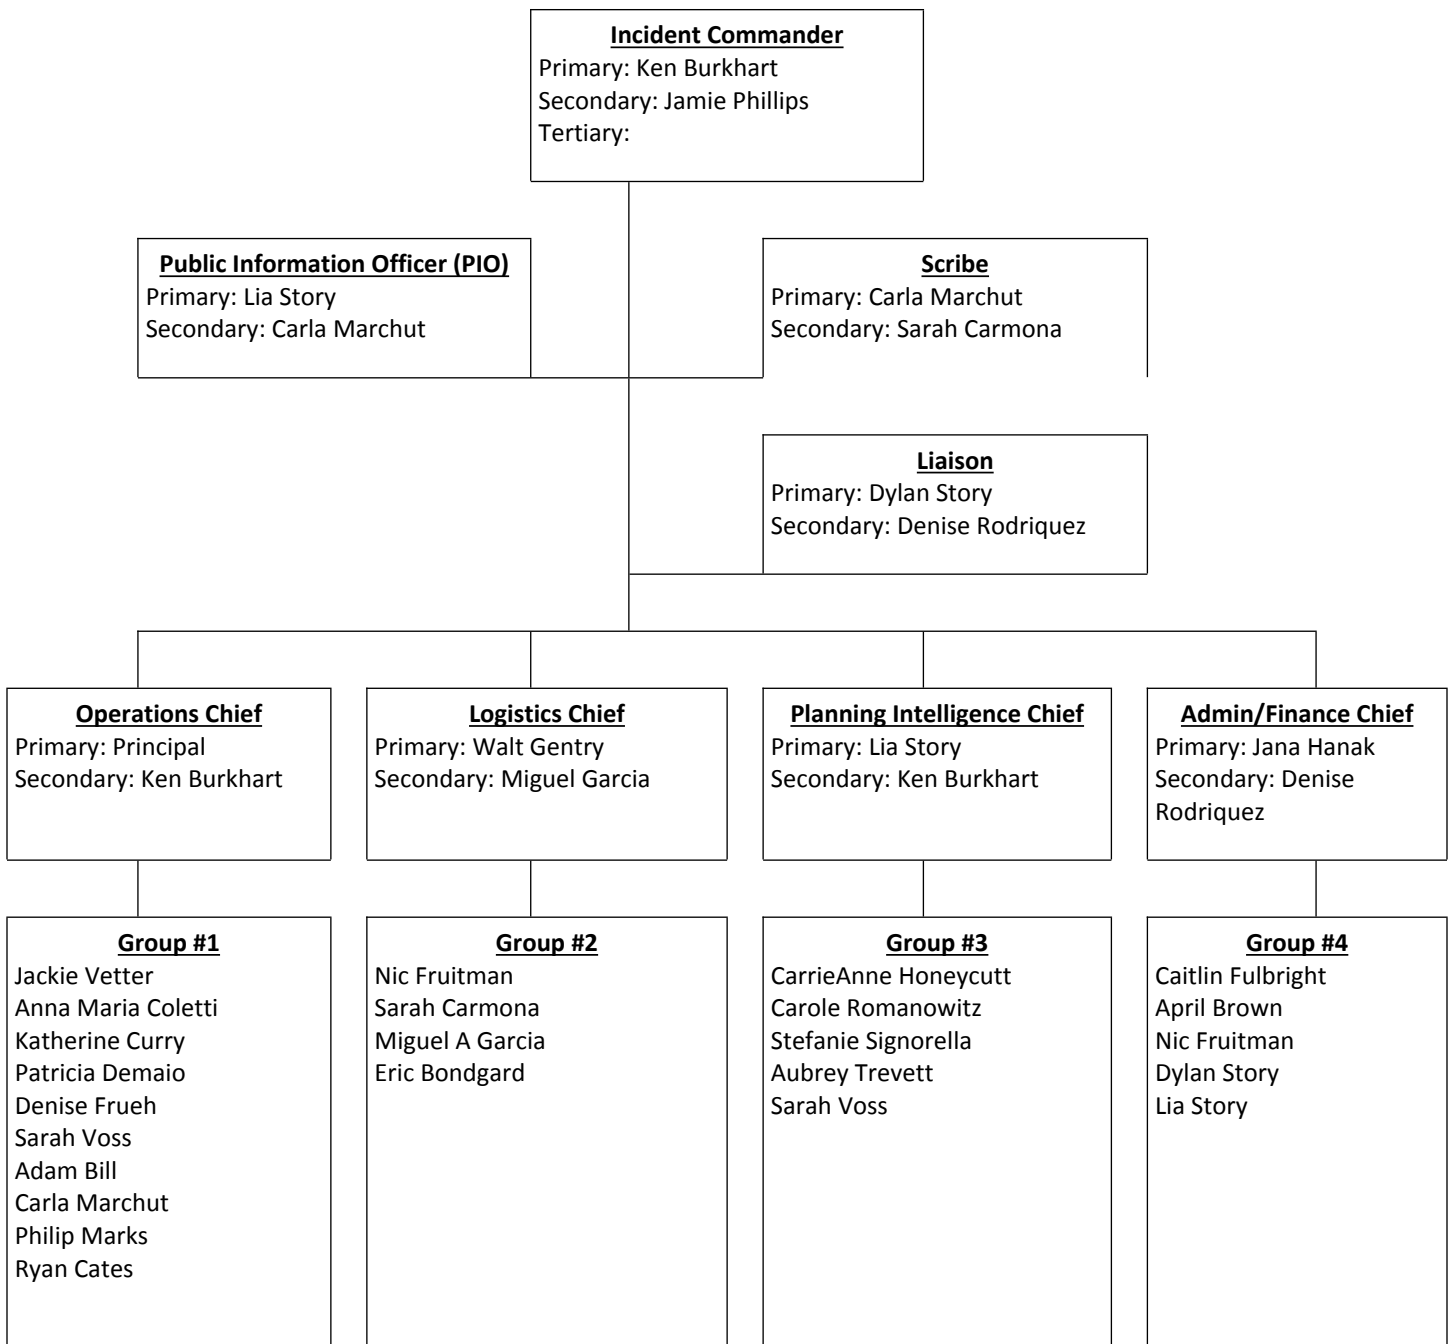 Incident Commander
Primary: Ken Burkhart
Secondary: Jamie Phillips
Tertiary:
Public Information Officer (PIO)
Primary: Lia Story
Secondary: Carla Marchut
Scribe
Primary: Carla Marchut
Secondary: Sarah Carmona
Liaison
Primary: Dylan Story
Secondary: Denise Rodriquez
Operations Chief
Primary: Principal
Secondary: Ken Burkhart
Logistics Chief
Primary: Walt Gentry
Secondary: Miguel Garcia
Planning Intelligence Chief
Primary: Lia Story
Secondary: Ken Burkhart
Admin/Finance Chief
Primary: Jana Hanak
Secondary: Denise
Rodriquez
Group #1
Jackie Vetter
Anna Maria Coletti
Katherine Curry
Patricia Demaio
Denise Frueh
Sarah Voss
Adam Bill
Carla Marchut
Philip Marks
Ryan Cates
Group #2
Nic Fruitman
Sarah Carmona
Miguel A Garcia
Eric Bondgard
Group #3
CarrieAnne Honeycutt
Carole Romanowitz
Stefanie Signorella
Aubrey Trevett
Sarah Voss
Group #4
Caitlin Fulbright
April Brown
Nic Fruitman
Dylan Story
Lia Story